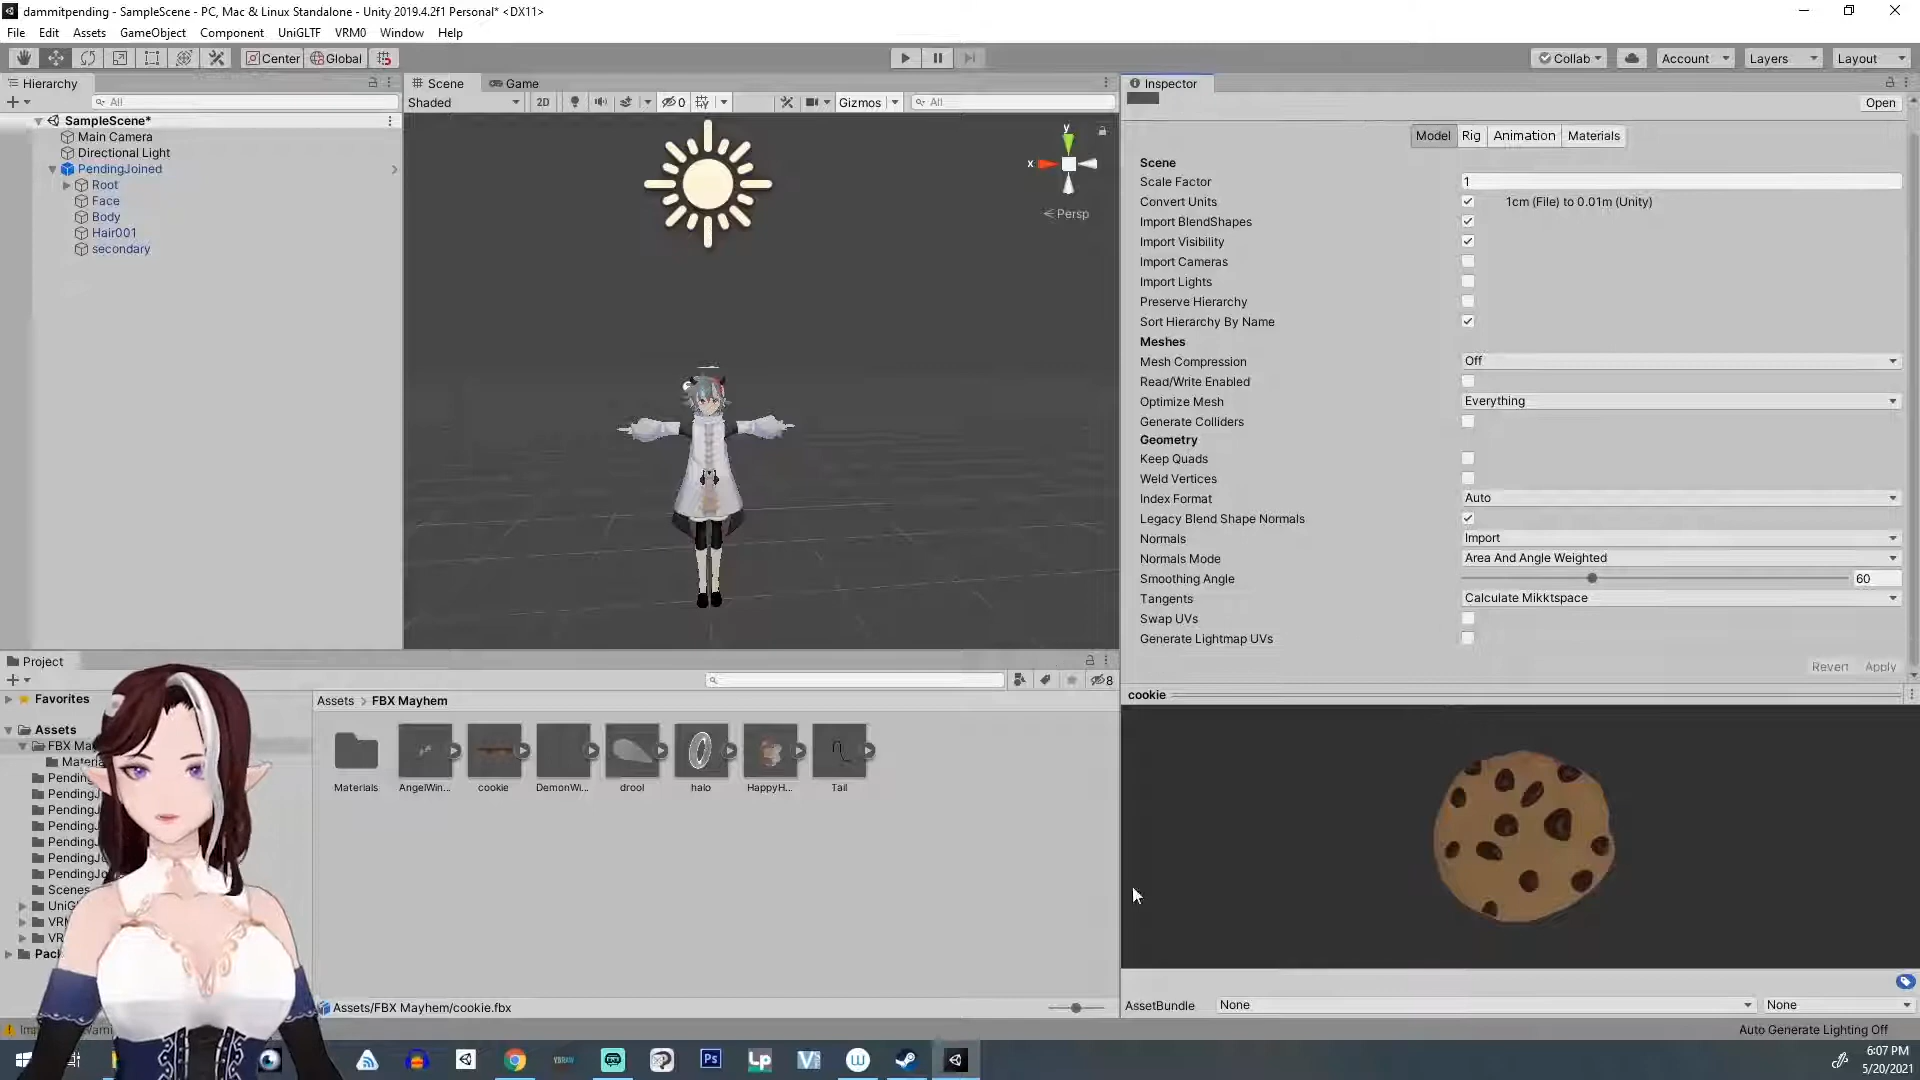 dammitpending - SampleScene - PC, Mac & Linux Standalone - Unity 2019.4.2f1 Personal* <DX11>
File Edit Assets GameObject Component UniGLTF VRM0 Window Help
Center Global Collab Account Layers Layout
Hierarchy
All
SampleScene*
Main Camera
Directional Light
PendingJoined
Root
Face
Body
Hair001
secondary
Scene Game
Shaded 2D 0 Gizmos All
y
x
Persp
Inspector
Open
Model Rig Animation Materials
Scene
Scale Factor 1
Convert Units 1cm (File) to 0.01m (Unity)
Import BlendShapes
Import Visibility
Import Cameras
Import Lights
Preserve Hierarchy
Sort Hierarchy By Name
Meshes
Mesh Compression Off
Read/Write Enabled
Optimize Mesh Everything
Generate Colliders
Geometry
Keep Quads
Weld Vertices
Index Format Auto
Legacy Blend Shape Normals
Normals Import
Normals Mode Area And Angle Weighted
Smoothing Angle 60
Tangents Calculate Mikktspace
Swap UVs
Generate Lightmap UVs
Revert Apply
cookie
AssetBundle None None
Auto Generate Lighting Off
Project
8
Favorites
Assets
FBX Ma
Materia
PendingJ
PendingJ
PendingJ
PendingJ
PendingJ
PendingJo
PendingJo
Scenes
UniG
VRM
VR
Pack
Assets > FBX Mayhem
Materials AngelWin... cookie DemonWi... drool halo HappyH... Tail
Assets/FBX Mayhem/cookie.fbx
Ps Lp
6:07 PM
5/20/2021